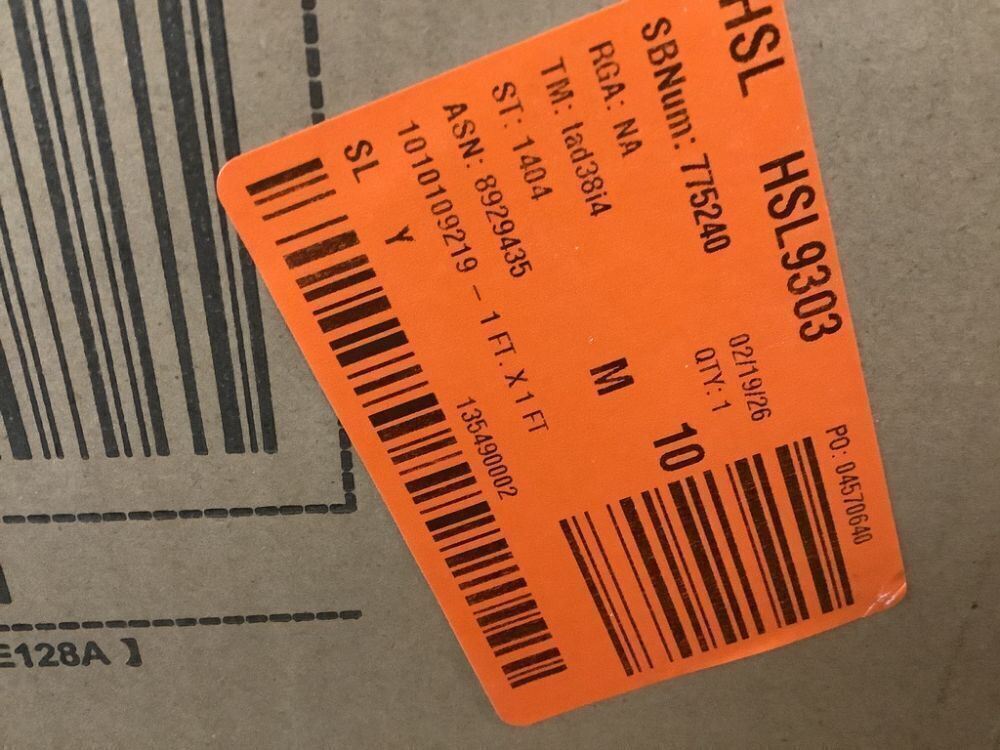 HSL HSL9303
PO: 04570640
SBNum: 775240
02/19/26
RGA: NA
QTY: 1
TM: tad38i4
M
10
ST: 1404
ASN: 8929435
1010109219 - 1 FT. X 1 FT
Y
135490002
SL
E128A】